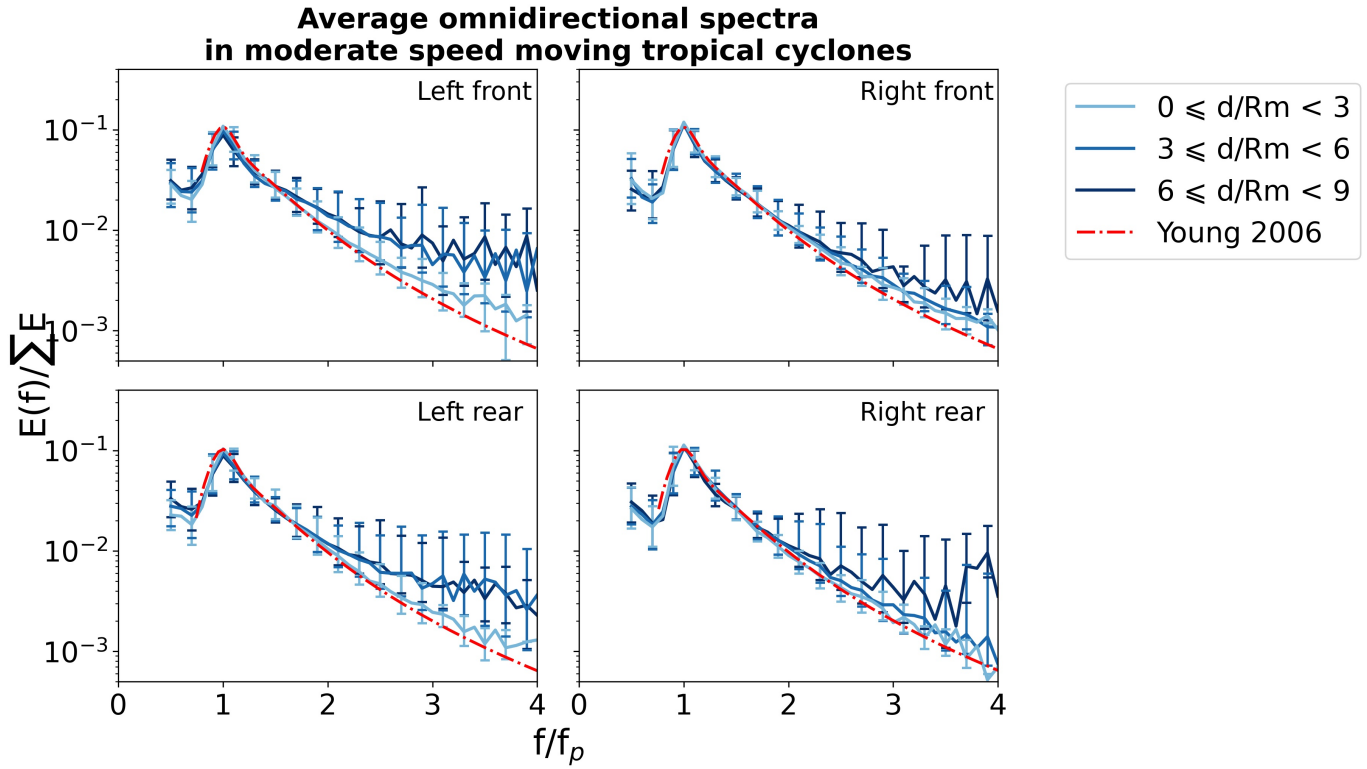 Average omnidirectional spectra
in moderate speed moving tropical cyclones
Left front
Right front
0 ⩽ d/Rm < 3
3 ⩽ d/Rm < 6
6 ⩽ d/Rm < 9
Young 2006
10⁻¹
10⁻²
10⁻³
E(f)/∑E
Left rear
Right rear
10⁻¹
10⁻²
10⁻³
0 1 2 3 4 0 1 2 3 4
f/fₚ